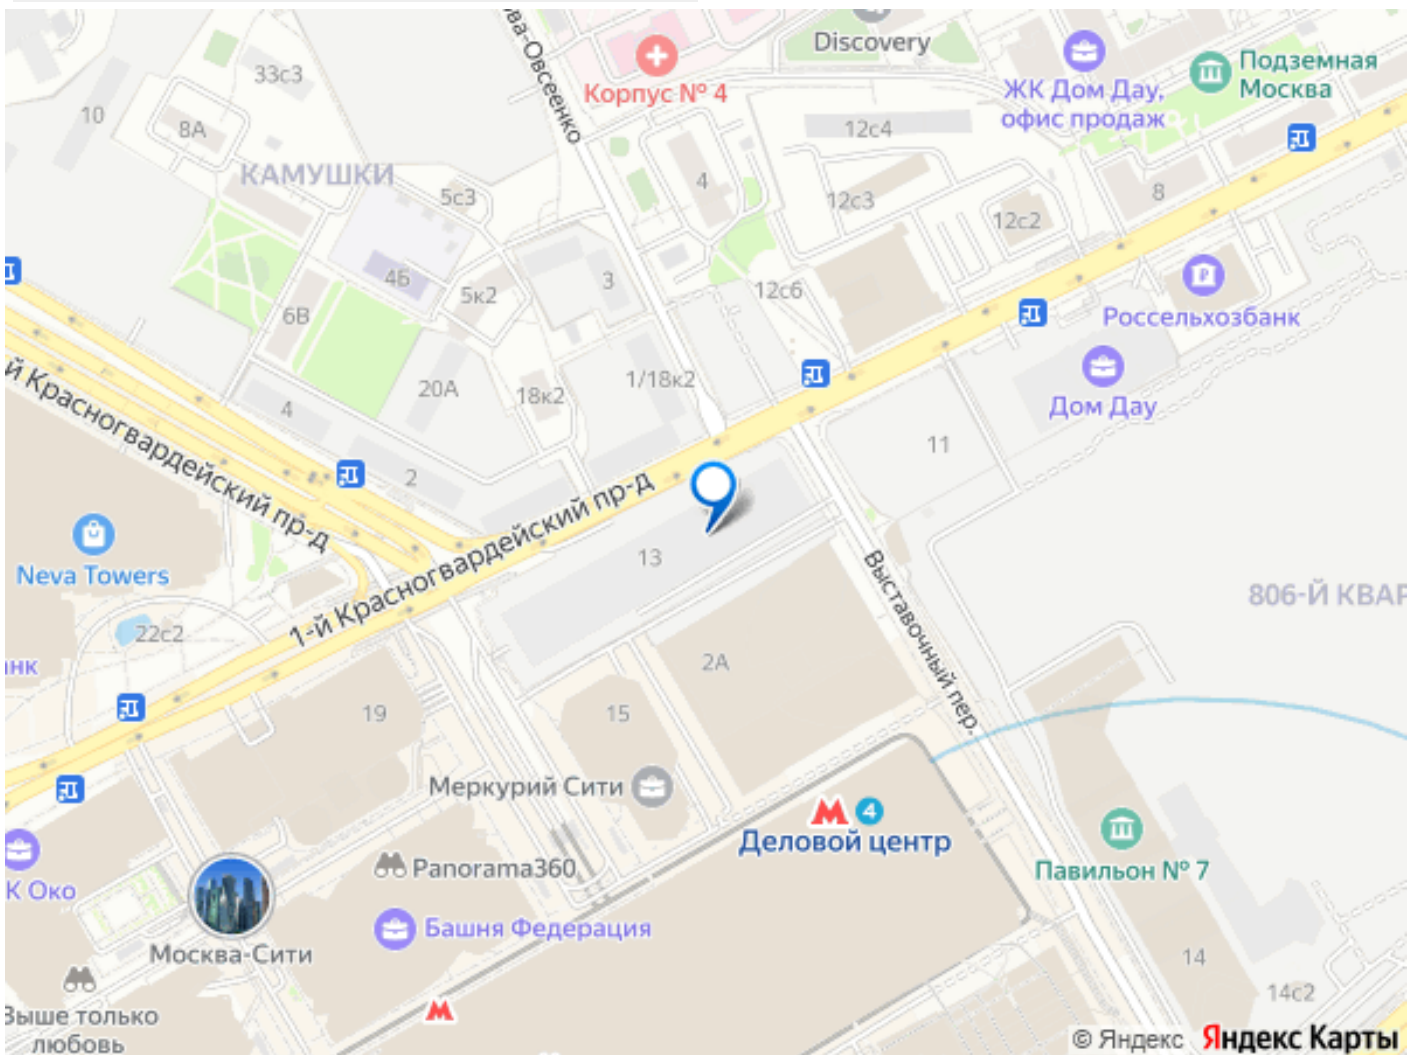 ва-Овсеенко
Discovery
Корпус № 4
ЖК Дом Дау,
офис продаж
Подземная
Москва
33с3
10
8А
КАМУШКИ
5с3
4
12с4
12с3
12с2
8
4Б
5к2
3
12с6
6В
Россельхозбанк
20А
18к2
1/18к2
Дом Дау
4
2
11
-й Красногвардейский пр-д
1-й Красногвардейский пр-д
13
Neva Towers
Выставочный пер.
806-Й КВАР
22с2
нк
2А
19
15
Меркурий Сити
4
Деловой центр
Павильон № 7
К Око
Panorama360
Башня Федерация
Москва-Сити
14
14с2
Выше только
любовь
© Яндекс Яндекс Карты